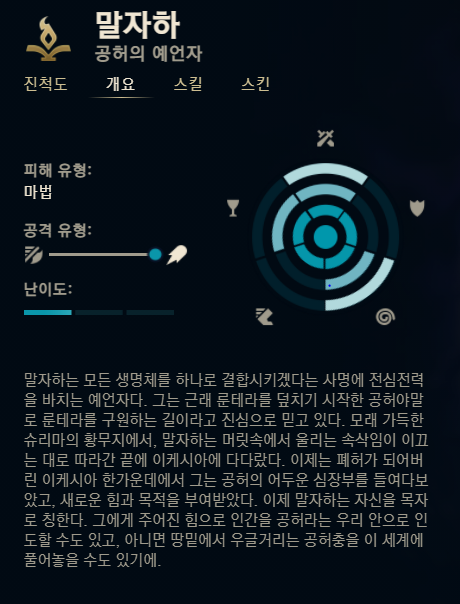 말자하
공허의 예언자
진척도 개요 스킬 스킨
피해 유형:
마법
공격 유형:
난이도:
말자하는 모든 생명체를 하나로 결합시키겠다는 사명에 전심전력
을 바치는 예언자다. 그는 근래 룬테라를 덮치기 시작한 공허야말
로 룬테라를 구원하는 길이라고 진심으로 믿고 있다. 모래 가득한
슈리마의 황무지에서, 말자하는 머릿속에서 울리는 속삭임이 이끄
는 대로 따라간 끝에 이케시아에 다다랐다. 이제는 폐허가 되어버
린 이케시아 한가운데에서 그는 공허의 어두운 심장부를 들여다보
았고, 새로운 힘과 목적을 부여받았다. 이제 말자하는 자신을 목자
로 칭한다. 그에게 주어진 힘으로 인간을 공허라는 우리 안으로 인
도할 수도 있고, 아니면 땅밑에서 우글거리는 공허충을 이 세계에
풀어놓을 수도 있기에.